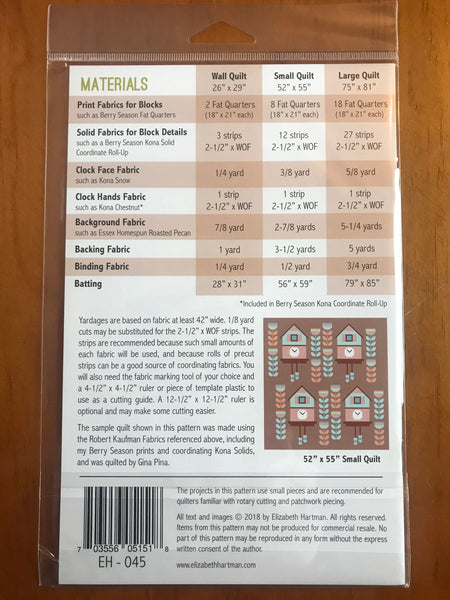 MATERIALS
Wall Quilt 26" x 29"
Small Quilt 52" x 55"
Large Quilt 75" x 81"
Print Fabrics for Blocks 2 Fat Quarters 8 Fat Quarters 18 Fat Quarters
such as Berry Season Fat Quarters (18" x 21" each) (18" x 21" each) (18" x 21" each)
Solid Fabrics for Block Details 3 strips 12 strips 27 strips
such as a Berry Season Kona Solid 2-1/2" x WOF 2-1/2" x WOF 2-1/2" x WOF
Coordinate Roll-Up
Clock Face Fabric 1/4 yard 3/8 yard 5/8 yard
such as Kona Snow
Clock Hands Fabric 1 strip 1 strip 1 strip
such as Kona Chestnut* 2-1/2" x WOF 2-1/2" x WOF 2-1/2" x WOF
Background Fabric 7/8 yard 2-7/8 yards 5-1/4 yards
such as Essex Homespun Roasted Pecan
Backing Fabric 1 yard 3-1/2 yards 5 yards
Binding Fabric 1/4 yard 1/2 yard 3/4 yard
Batting 28" x 31" 56" x 59" 79" x 85"
*Included in Berry Season Kona Coordinate Roll-Up
Yardages are based on fabric at least 42" wide. 1/8 yard
cuts may be substituted for the 2-1/2" x WOF strips. The
strips are recommended because such small amounts of
each fabric will be used, and because rolls of precut
strips can be a good source of coordinating fabrics. You
will also need the fabric marking tool of your choice and
a 4-1/2" x 4-1/2" ruler or piece of template plastic to
use as a cutting guide. A 12-1/2" x 12-1/2" ruler is
optional and may make some cutting easier.
The sample quilt shown in this pattern was made using
the Robert Kaufman Fabrics referenced above, including
my Berry Season prints and coordinating Kona Solids,
and was quilted by Gina Pina.
52" x 55" Small Quilt
The projects in this pattern use small pieces and are recommended for
quilters familiar with rotary cutting and patchwork piecing.
All text and images © 2018 by Elizabeth Hartman. All rights reserved.
Items from this pattern may not be produced for commercial resale. No
part of this pattern may be reproduced in any form without the express
written consent of the author.
www.elizabethhartman.com
7 03556 05151 8
EH - 045